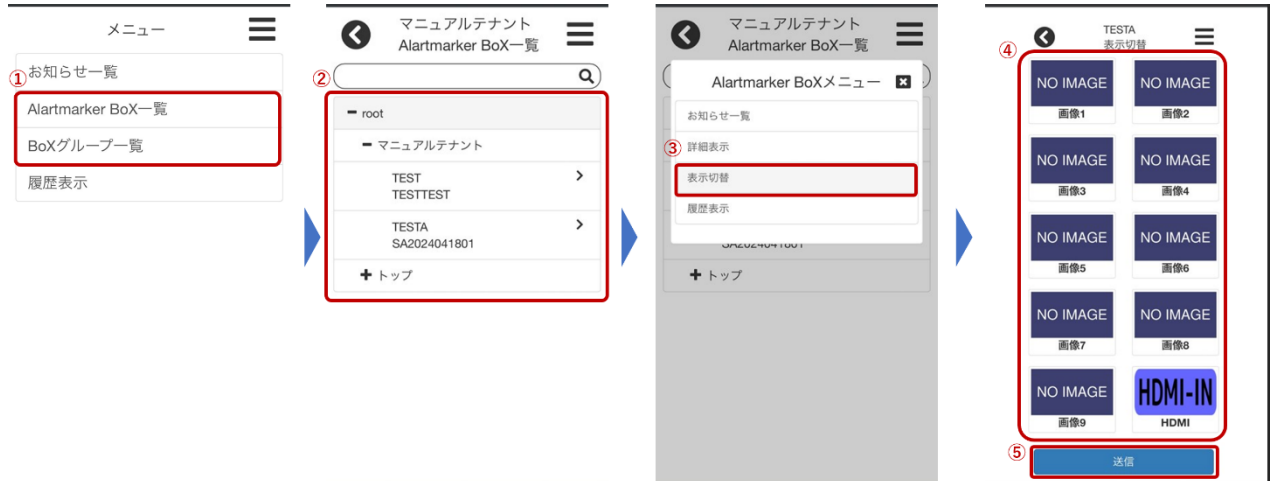 メニュー
①
お知らせ一覧
Alartmarker BoX一覧
BoXグループ一覧
履歴表示
マニュアルテナント
Alartmarker BoX一覧
②
root
マニュアルテナント
TEST
TESTTEST
TESTA
SA2024041801
トップ
マニュアルテナント
Alartmarker BoX一覧
Alartmarker BoXメニュー
お知らせ一覧
③ 詳細表示
表示切替
履歴表示
SA2024041801
トップ
TESTA
表示切替
④
NO IMAGE NO IMAGE
画像1 画像2
NO IMAGE NO IMAGE
画像3 画像4
NO IMAGE NO IMAGE
画像5 画像6
NO IMAGE NO IMAGE
画像7 画像8
NO IMAGE HDMI-IN
画像9 HDMI
⑤
送信